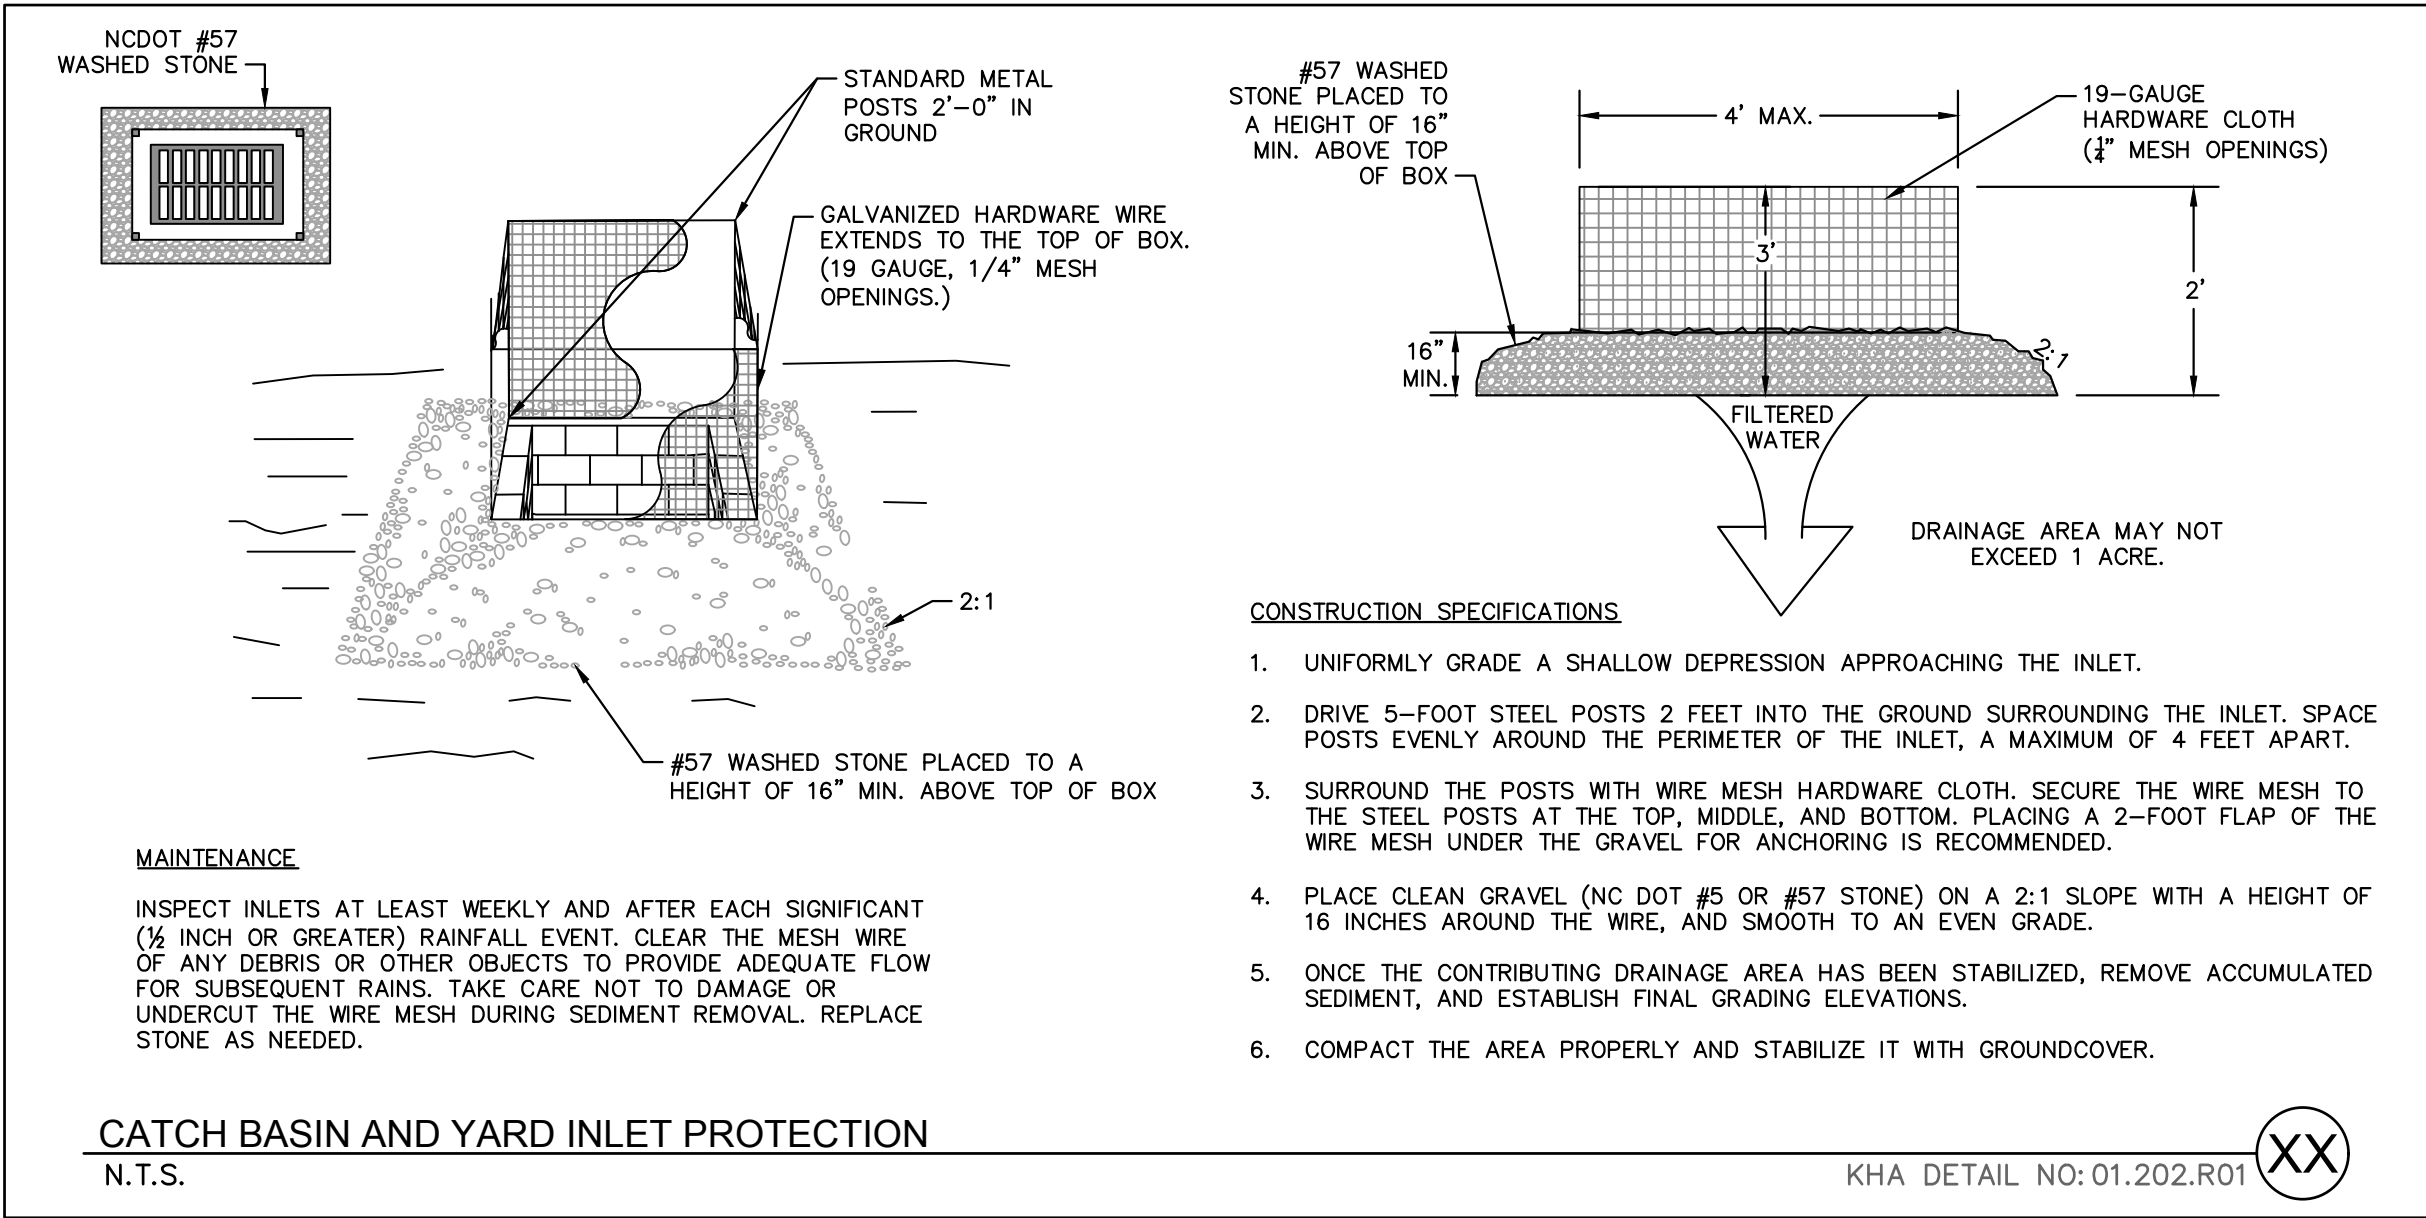 NCDOT #57
WASHED STONE
STANDARD METAL
POSTS 2'-0" IN
GROUND
GALVANIZED HARDWARE WIRE
EXTENDS TO THE TOP OF BOX.
(19 GAUGE, 1/4" MESH
OPENINGS.)
2:1
#57 WASHED STONE PLACED TO A
HEIGHT OF 16" MIN. ABOVE TOP OF BOX
#57 WASHED
STONE PLACED TO
A HEIGHT OF 16"
MIN. ABOVE TOP
OF BOX
4' MAX.
19-GAUGE
HARDWARE CLOTH
(¼" MESH OPENINGS)
3'
2'
16"
MIN.
2:1
FILTERED
WATER
DRAINAGE AREA MAY NOT
EXCEED 1 ACRE.
MAINTENANCE
INSPECT INLETS AT LEAST WEEKLY AND AFTER EACH SIGNIFICANT
(½ INCH OR GREATER) RAINFALL EVENT. CLEAR THE MESH WIRE
OF ANY DEBRIS OR OTHER OBJECTS TO PROVIDE ADEQUATE FLOW
FOR SUBSEQUENT RAINS. TAKE CARE NOT TO DAMAGE OR
UNDERCUT THE WIRE MESH DURING SEDIMENT REMOVAL. REPLACE
STONE AS NEEDED.
CONSTRUCTION SPECIFICATIONS
1. UNIFORMLY GRADE A SHALLOW DEPRESSION APPROACHING THE INLET.
2. DRIVE 5-FOOT STEEL POSTS 2 FEET INTO THE GROUND SURROUNDING THE INLET. SPACE
POSTS EVENLY AROUND THE PERIMETER OF THE INLET, A MAXIMUM OF 4 FEET APART.
3. SURROUND THE POSTS WITH WIRE MESH HARDWARE CLOTH. SECURE THE WIRE MESH TO
THE STEEL POSTS AT THE TOP, MIDDLE, AND BOTTOM. PLACING A 2-FOOT FLAP OF THE
WIRE MESH UNDER THE GRAVEL FOR ANCHORING IS RECOMMENDED.
4. PLACE CLEAN GRAVEL (NC DOT #5 OR #57 STONE) ON A 2:1 SLOPE WITH A HEIGHT OF
16 INCHES AROUND THE WIRE, AND SMOOTH TO AN EVEN GRADE.
5. ONCE THE CONTRIBUTING DRAINAGE AREA HAS BEEN STABILIZED, REMOVE ACCUMULATED
SEDIMENT, AND ESTABLISH FINAL GRADING ELEVATIONS.
6. COMPACT THE AREA PROPERLY AND STABILIZE IT WITH GROUNDCOVER.
CATCH BASIN AND YARD INLET PROTECTION
N.T.S.
KHA DETAIL NO: 01.202.R01
XX